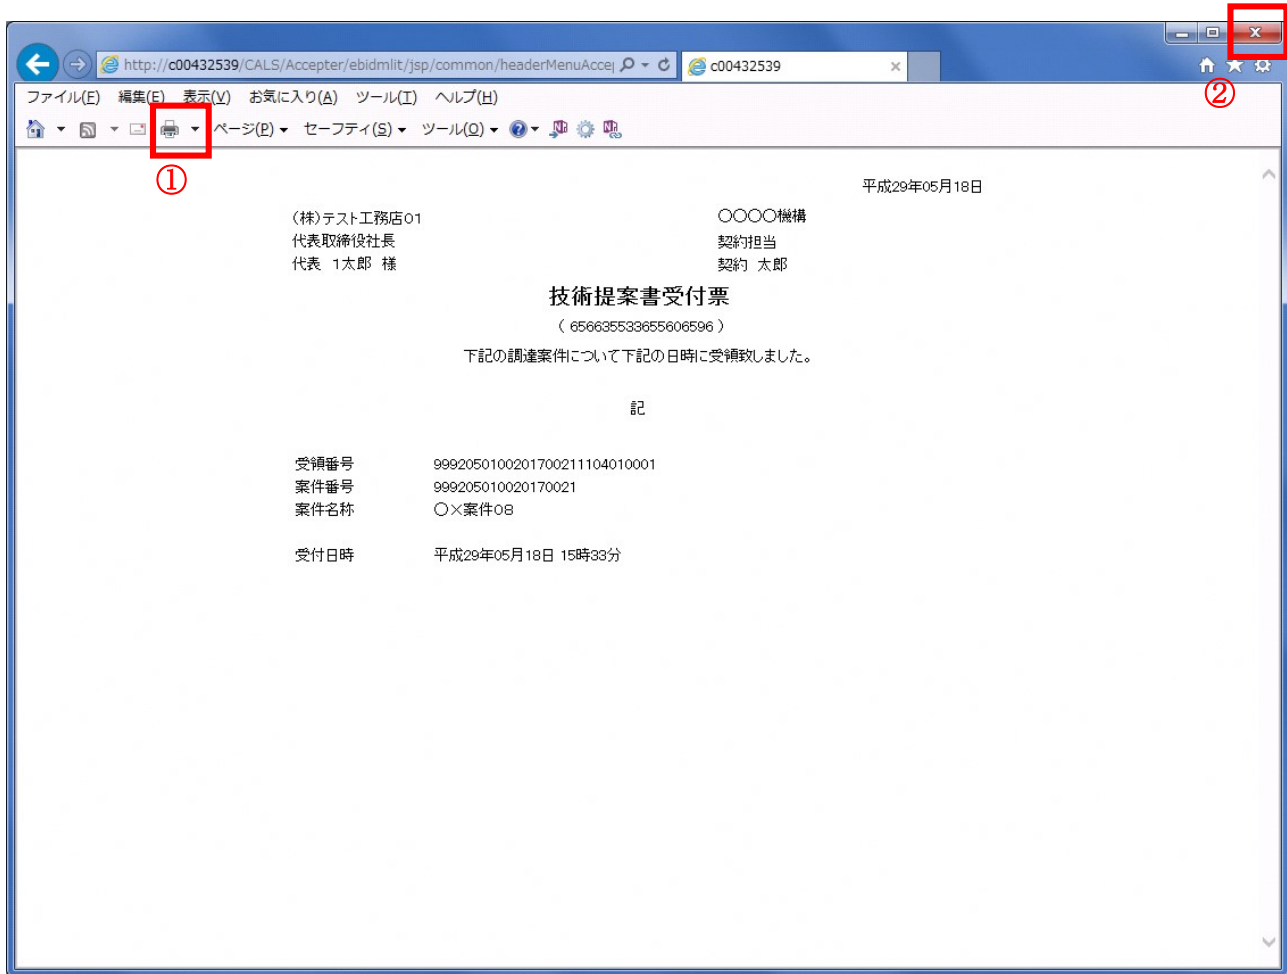 X
http://c00432539/CALS/Accepter/ebidmlit/jsp/common/headerMenuAccep
c00432539
②
ファイル(F) 編集(E) 表示(V) お気に入り(A) ツール(T) ヘルプ(H)
ページ(P) セーフティ(S) ツール(O)
①
平成29年05月18日
(株)テスト工務店01
〇〇〇〇機構
代表取締役社長
契約担当
代表 1太郎 様
契約 太郎
技術提案書受付票
( 656635533655606596 )
下記の調達案件について下記の日時に受領致しました。
記
受領番号 9992050100201700211104010001
案件番号 999205010020170021
案件名称 〇×案件08
受付日時 平成29年05月18日 15時33分